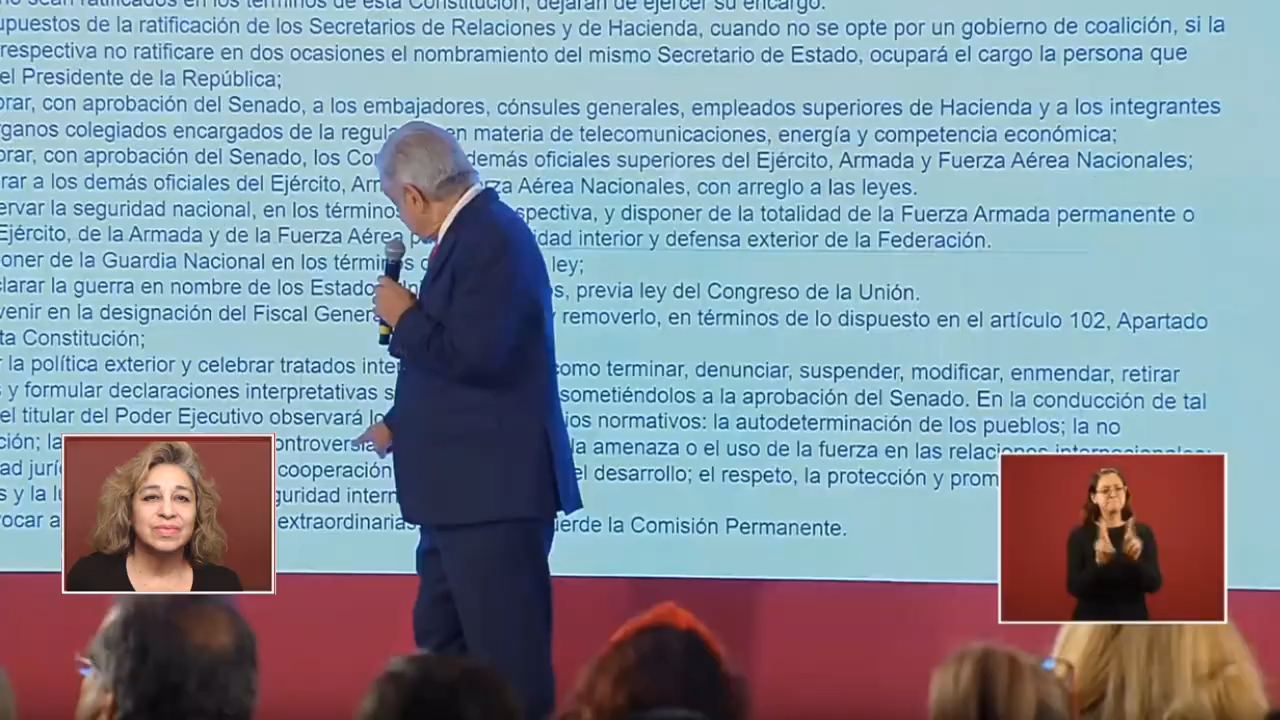 no sean ratificados en los términos de esta Constitución, dejarán de ejercer su encargo.
upuestos de la ratificación de los Secretarios de Relaciones y de Hacienda, cuando no se opte por un gobierno de coalición, si la
respectiva no ratificare en dos ocasiones el nombramiento del mismo Secretario de Estado, ocupará el cargo la persona que
el Presidente de la República;
brar, con aprobación del Senado, a los embajadores, cónsules generales, empleados superiores de Hacienda y a los integrantes
rganos colegiados encargados de la regula en materia de telecomunicaciones, energía y competencia económica;
brar, con aprobación del Senado, los Co demás oficiales superiores del Ejército, Armada y Fuerza Aérea Nacionales;
rar a los demás oficiales del Ejército, Arm rza Aérea Nacionales, con arreglo a las leyes.
ervar la seguridad nacional, en los término spectiva, y disponer de la totalidad de la Fuerza Armada permanente o
Ejército, de la Armada y de la Fuerza Aérea p idad interior y defensa exterior de la Federación.
oner de la Guardia Nacional en los términos ley;
clarar la guerra en nombre de los Estado s, previa ley del Congreso de la Unión.
venir en la designación del Fiscal Gener y removerlo, en términos de lo dispuesto en el artículo 102, Apartado
ta Constitución;
r la política exterior y celebrar tratados inte como terminar, denunciar, suspender, modificar, enmendar, retirar
s y formular declaraciones interpretativas s sometiéndolos a la aprobación del Senado. En la conducción de tal
el titular del Poder Ejecutivo observará lo ios normativos: la autodeterminación de los pueblos; la no
ción; la controversia la amenaza o el uso de la fuerza en las relaciones internacionales;
ad jurí cooperación el desarrollo; el respeto, la protección y prom
s y la lu guridad intern
ocar a extraordinarias uerde la Comisión Permanente.